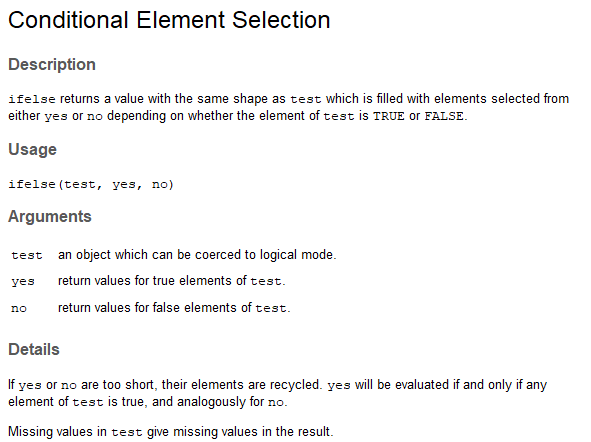 Conditional Element Selection
Description
ifelse returns a value with the same shape as test which is filled with elements selected from
either yes or no depending on whether the element of test is TRUE or FALSE.
Usage
ifelse(test, yes, no)
Arguments
test an object which can be coerced to logical mode.
yes return values for true elements of test.
no return values for false elements of test.
Details
If yes or no are too short, their elements are recycled. yes will be evaluated if and only if any
element of test is true, and analogously for no.
Missing values in test give missing values in the result.